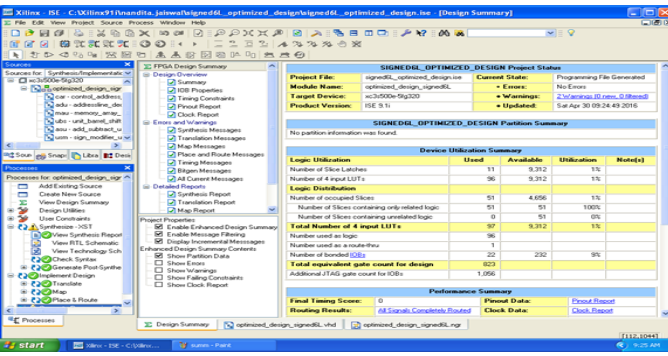 Xilinx - ISE - C:\Xilinx91i\nandita. jaiswal\signed6L_optimized_design\signed6L_optimized_design.ise - [Design Summary]
File Edit View Project Source Process Window Help
Sources
Sources for: Synthesis/Implementatic
xc3s500e-5fg320
optimized_design_sigr
car - control_address_
adu - addressline_dec
mau - memory_array_
ubs - unit_barrel_shift
asu - add_subtract_u
usm - sign_modifier_u
Soun Snap: Libra Desi
Processes
Processes for: optimized_design_sigr
Add Existing Source
Create New Source
View Design Summary
Design Utilities
User Constraints
Synthesize - XST
View Synthesis Report
View RTL Schematic
View Technology Sch
Check Syntax
Generate Post-Synthe
Implement Design
Translate
Map
Place & Route
Processes
FPGA Design Summary
Design Overview
Summary
IOB Properties
Timing Constraints
Pinout Report
Clock Report
Errors and Warnings
Synthesis Messages
Translation Messages
Map Messages
Place and Route Messages
Timing Messages
Bitgen Messages
All Current Messages
Detailed Reports
Synthesis Report
Translation Report
Map Report
Project Properties
Enable Enhanced Design Summary
Enable Message Filtering
Display Incremental Messages
Enhanced Design Summary Contents
Show Partition Data
Show Errors
Show Warnings
Show Failing Constraints
Show Clock Report
SIGNED6L_OPTIMIZED_DESIGN Project Status
Project File: signed6L_optimized_design.ise Current State: Programming File Generated
Module Name: optimized_design_signed6L • Errors: No Errors
Target Device: xc3s500e-5fg320 • Warnings: 2 Warnings (0 new, 0 filtered)
Product Version: ISE 9.1i • Updated: Sat Apr 30 09:24:49 2016
SIGNED6L_OPTIMIZED_DESIGN Partition Summary
No partition information was found.
Device Utilization Summary
Logic Utilization Used Available Utilization Note(s)
Number of Slice Latches 11 9,312 1%
Number of 4 input LUTs 96 9,312 1%
Logic Distribution
Number of occupied Slices 51 4,656 1%
Number of Slices containing only related logic 51 51 100%
Number of Slices containing unrelated logic 0 51 0%
Total Number of 4 input LUTs 97 9,312 1%
Number used as logic 96
Number used as a route-thru 1
Number of bonded IOBs 22 232 9%
Total equivalent gate count for design 823
Additional JTAG gate count for IOBs 1,056
Performance Summary
Final Timing Score: 0 Pinout Data: Pinout Report
Routing Results: All Signals Completely Routed Clock Data: Clock Report
Design Summary optimized_design_signed6L.vhd optimized_design_signed6L.ngr
[112,1044]
start Xilinx - ISE - C:\Xilinx... summ - Paint 9:25 AM